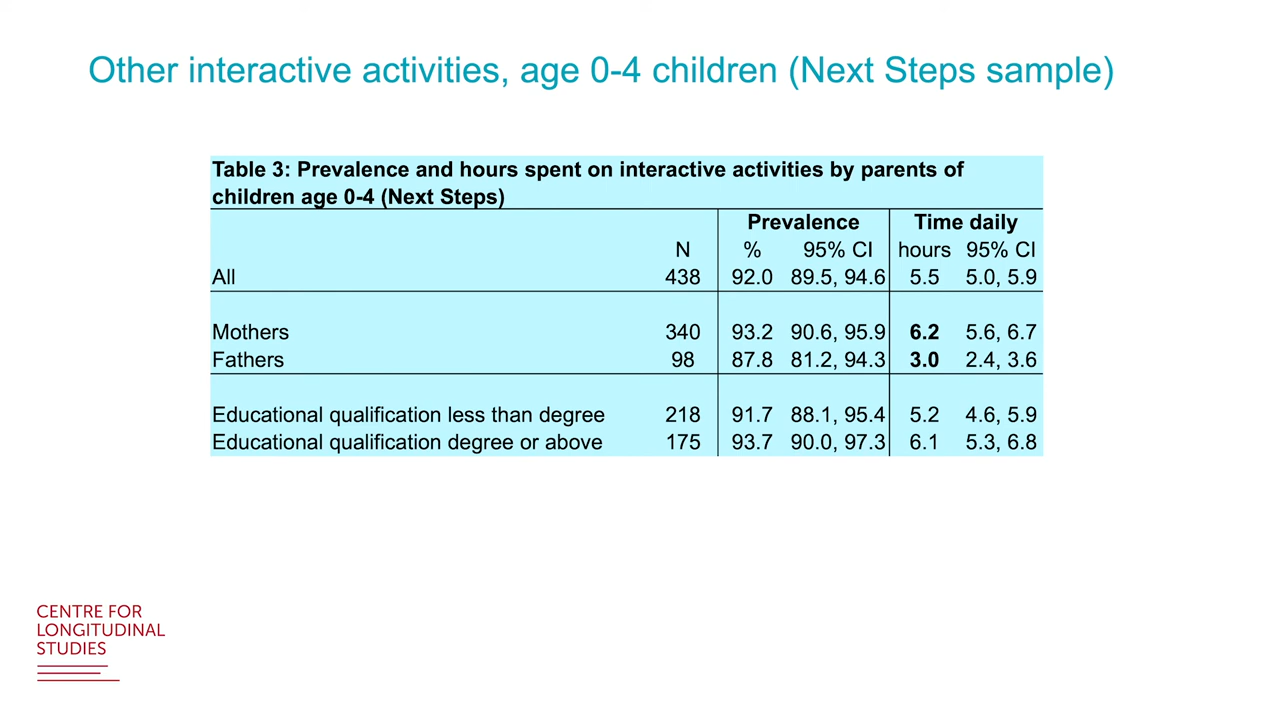 Other interactive activities, age 0-4 children (Next Steps sample)
Table 3: Prevalence and hours spent on interactive activities by parents of
children age 0-4 (Next Steps)
Prevalence Time daily
N % 95% CI hours 95% CI
All 438 92.0 89.5, 94.6 5.5 5.0, 5.9
Mothers 340 93.2 90.6, 95.9 6.2 5.6, 6.7
Fathers 98 87.8 81.2, 94.3 3.0 2.4, 3.6
Educational qualification less than degree 218 91.7 88.1, 95.4 5.2 4.6, 5.9
Educational qualification degree or above 175 93.7 90.0, 97.3 6.1 5.3, 6.8
CENTRE FOR
LONGITUDINAL
STUDIES